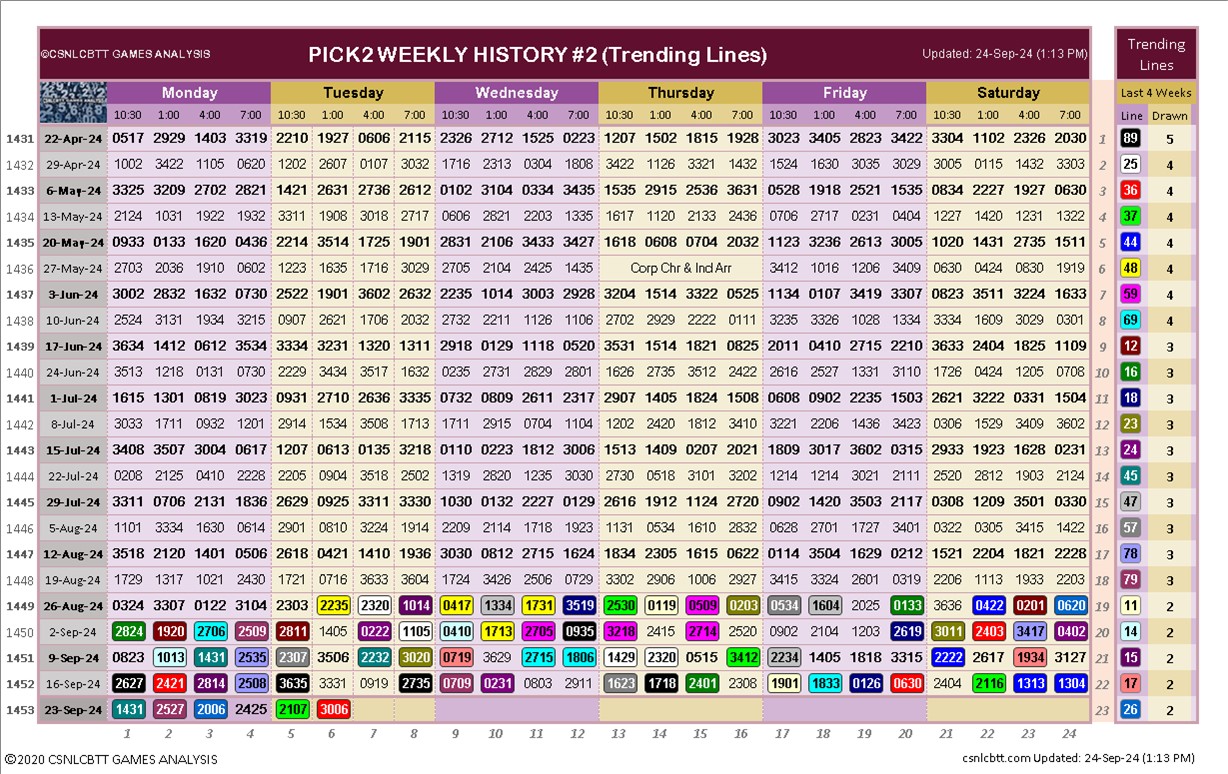 ©CSNLCBTT GAMES ANALYSIS PICK2 WEEKLY HISTORY #2 (Trending Lines) Updated: 24-Sep-24 (1:13 PM) Trending Lines
Monday Tuesday Wednesday Thursday Friday Saturday Last 4 Weeks
10:30 1:00 4:00 7:00 10:30 1:00 4:00 7:00 10:30 1:00 4:00 7:00 10:30 1:00 4:00 7:00 10:30 1:00 4:00 7:00 10:30 1:00 4:00 7:00 Line Drawn
1431 22-Apr-24 0517 2929 1403 3319 2210 1927 0606 2115 2326 2712 1525 0223 1207 1502 1815 1928 3023 3405 2823 3422 3304 1102 2326 2030 1 89 5
1432 29-Apr-24 1002 3422 1105 0620 1202 2607 0107 3032 1716 2313 0304 1808 3422 1126 3321 1432 1524 1630 3035 3029 3005 0115 1432 3303 2 25 4
1433 6-May-24 3325 3209 2702 2821 1421 2631 2736 2612 0102 3104 0334 3435 1535 2915 2536 3631 0528 1918 2521 1535 0834 2227 1927 0630 3 36 4
1434 13-May-24 2124 1031 1922 1932 3311 1908 3018 2717 0606 2821 2203 1335 1617 1120 2133 2436 0706 2717 0231 0404 1227 1420 1231 1322 4 37 4
1435 20-May-24 0933 0133 1620 0436 2214 3514 1725 1901 2831 2106 3433 3427 1618 0608 0704 2032 1123 3236 2613 3005 1020 1431 2735 1511 5 44 4
1436 27-May-24 2703 2036 1910 0602 1223 1635 1716 3029 2705 2104 2425 1435 Corp Chr & Ind Arr 3412 1016 1206 3409 0630 0424 0830 1919 6 48 4
1437 3-Jun-24 3002 2832 1632 0730 2522 1901 3602 2632 2235 1014 3003 2928 3204 1514 3322 0525 1134 0107 3419 3307 0823 3511 3224 1633 7 59 4
1438 10-Jun-24 2524 3131 1934 3215 0907 2621 1706 2032 2732 2211 1126 1106 2702 2929 2222 0111 3235 3326 1028 1334 3334 1609 3029 0301 8 69 4
1439 17-Jun-24 3634 1412 0612 3534 3334 3231 1320 1311 2918 0129 1118 0520 3531 1514 1821 0825 2011 0410 2715 2210 3633 2404 1825 1109 9 12 3
1440 24-Jun-24 3513 1218 0131 0730 2229 3434 3517 1632 0235 2731 2829 2801 1626 2735 3512 2422 2616 2527 1331 3110 1726 0424 1205 0708 10 16 3
1441 1-Jul-24 1615 1301 0819 3023 0931 2710 2636 3335 0732 0809 2611 2317 2907 1405 1824 1508 0608 0902 2235 1503 2621 3222 0331 1504 11 18 3
1442 8-Jul-24 3033 1711 0932 1201 2914 1534 3508 1713 1711 2915 0704 1104 1207 2420 1812 3410 3221 2206 1436 3423 0306 1529 3409 3602 12 23 3
1443 15-Jul-24 3408 3507 3004 0617 1207 0613 0135 3212 0110 0223 1812 3006 1513 1409 0207 2021 1809 3017 3602 0315 2933 1923 1628 0231 13 24 3
1444 22-Jul-24 0208 2125 0410 2228 2205 0904 3518 2502 1319 2820 1235 3030 2730 0518 3101 3202 1214 1214 3021 2111 2520 2812 1903 2124 14 45 3
1445 29-Jul-24 3311 0706 2131 1836 2629 0925 3311 3330 1030 0132 2227 0129 2616 1912 1124 2720 0902 1420 3503 2117 0308 1209 3501 0330 15 47 3
1446 5-Aug-24 1101 3334 1630 0614 2901 0810 3224 1914 2209 2114 1718 1923 1131 0534 1610 2832 0628 2701 1727 3401 0322 0305 3415 1422 16 57 3
1447 12-Aug-24 3518 2120 1401 0506 2618 0421 1410 1936 3030 0812 2715 1624 1834 2305 1615 0622 0114 3504 1629 0212 1521 2204 1821 2228 17 78 3
1448 19-Aug-24 1729 1317 1021 2430 1721 0716 3633 3604 1724 3426 2506 0729 3302 2906 1006 2927 3415 3324 2601 0319 2206 1113 1933 2203 18 79 3
1449 26-Aug-24 0324 3307 0122 3104 2303 2235 2320 1014 0417 1334 1731 3519 2530 0119 0509 0203 0534 1604 2025 0133 3636 0422 0201 0620 19 11 2
1450 2-Sep-24 2824 1920 2706 2509 2811 1405 0222 1105 0410 1713 2705 0935 3218 2415 2714 2520 0902 2104 1203 2619 3011 2403 3417 0402 20 14 2
1451 9-Sep-24 0823 1013 1431 2535 2307 3506 2232 3020 0719 3629 2715 1806 1429 2320 0515 3412 2234 1405 1818 3315 2222 2617 1934 3127 21 15 2
1452 16-Sep-24 2627 2421 2814 2508 3635 3331 0919 2735 0709 0231 0803 2911 1623 1718 2401 2308 1901 1833 0126 0630 2404 2116 1313 1304 22 17 2
1453 23-Sep-24 1431 2527 2006 2425 2107 3006 23 26 2
1 2 3 4 5 6 7 8 9 10 11 12 13 14 15 16 17 18 19 20 21 22 23 24
©2020 CSNLCBTT GAMES ANALYSIS csnlcbtt.com Updated: 24-Sep-24 (1:13 PM)